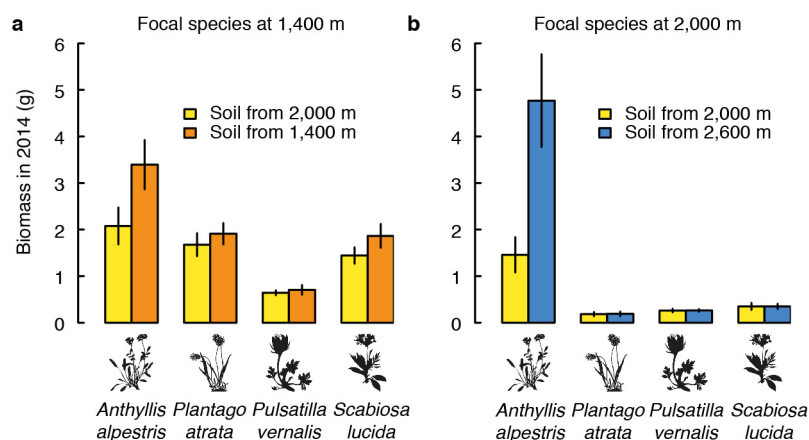 a
Focal species at 1,400 m
6
5
4
3
2
1
0
Biomass in 2014 (g)
Soil from 2,000 m
Soil from 1,400 m
Anthyllis alpestris
Plantago atrata
Pulsatilla vernalis
Scabiosa lucida
b
Focal species at 2,000 m
6
5
4
3
2
1
0
Soil from 2,000 m
Soil from 2,600 m
Anthyllis alpestris
Plantago atrata
Pulsatilla vernalis
Scabiosa lucida